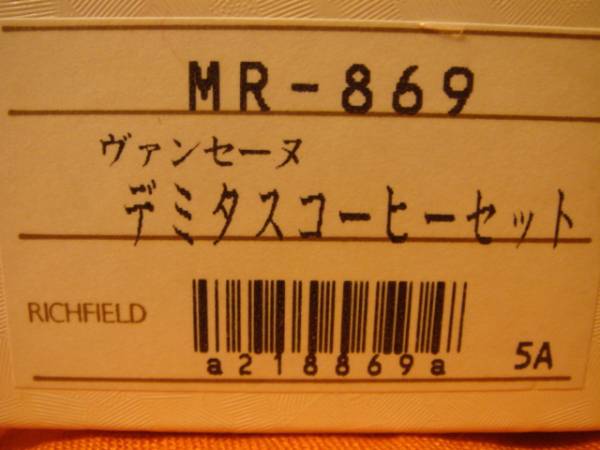 MR-869
ヴァンセーヌ
デミタスコーヒーセット
RICHFIELD
a218869a
5A